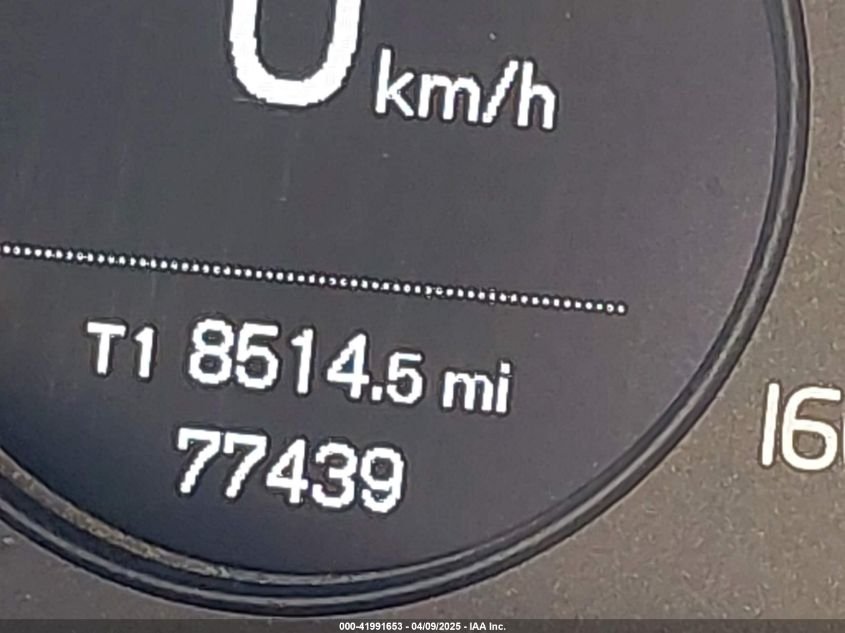 0 km/h
T1 8514.5 mi
77439
000-41991653 - 04/09/2025 - IAA Inc.